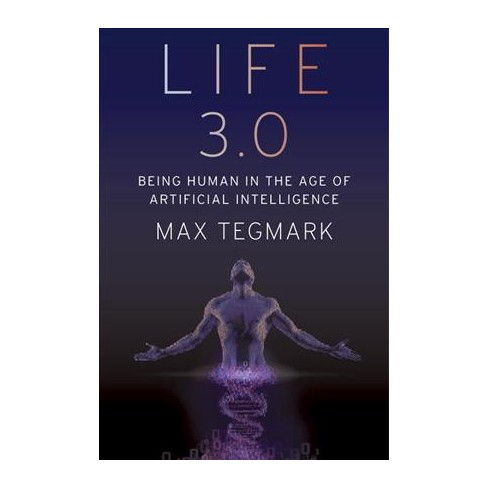 LIFE
3.0
BEING HUMAN IN THE AGE OF
ARTIFICIAL INTELLIGENCE
MAX TEGMARK